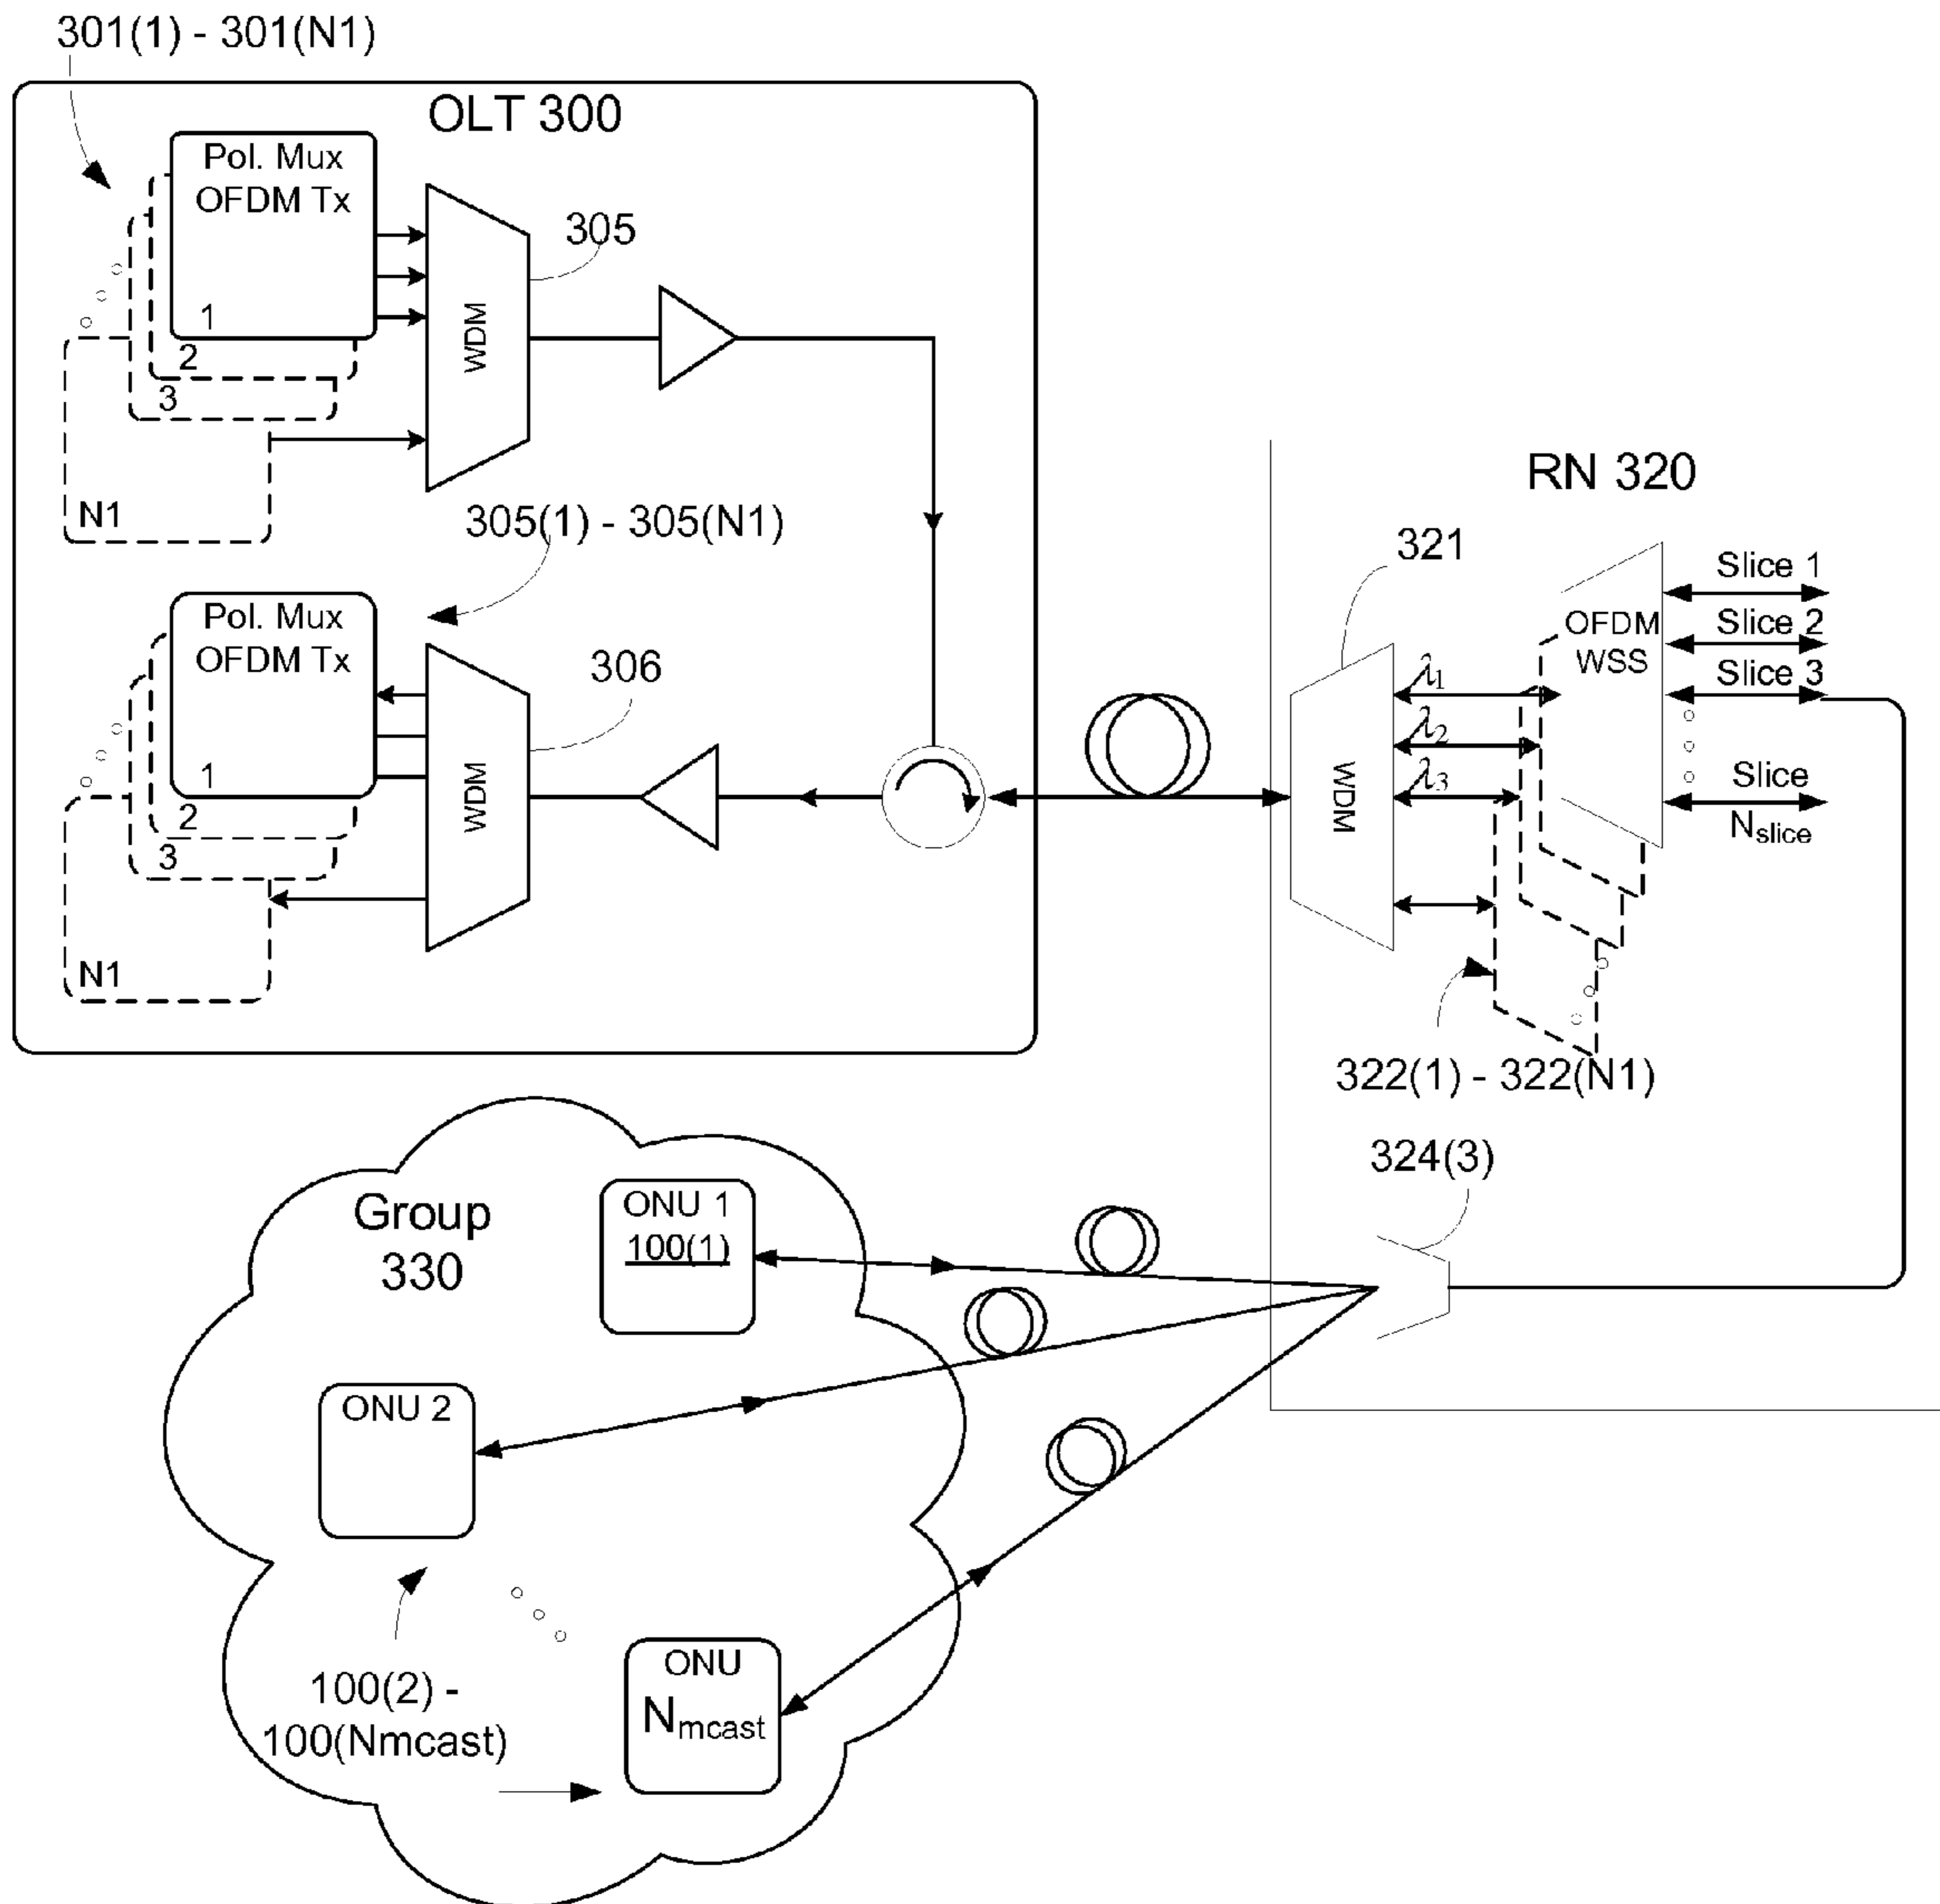 301(1) - 301(N1)
OLT 300
Pol. Mux
OFDM Tx
1
2
3
N1
WDM
305
305(1) - 305(N1)
Pol. Mux
OFDM Tx
1
2
3
N1
WDM
306
RN 320
321
WDM
λ1
λ2
λ3
OFDM
WSS
Slice 1
Slice 2
Slice 3
Slice
Nslice
322(1) - 322(N1)
324(3)
Group
330
ONU 1
100(1)
ONU 2
100(2) -
100(Nmcast)
ONU
Nmcast